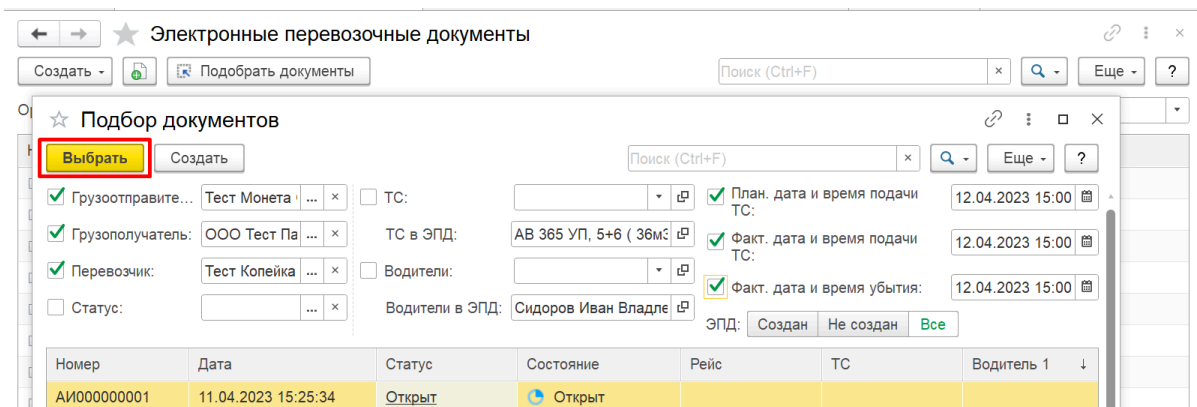 Электронные перевозочные документы
Создать Подобрать документы Поиск (Ctrl+F) × Еще ?
Подбор документов
Выбрать Создать Поиск (Ctrl+F) × Еще ?
Грузоотправите... Тест Монета ... × ТС: План. дата и время подачи ТС: 12.04.2023 15:00
Грузополучатель: ООО Тест Па ... × ТС в ЭПД: АВ 365 УП, 5+6 ( 36м3 Факт. дата и время подачи ТС: 12.04.2023 15:00
Перевозчик: Тест Копейка ... × Водители: Факт. дата и время убытия: 12.04.2023 15:00
Статус: ... × Водители в ЭПД: Сидоров Иван Владле
ЭПД: Создан Не создан Все
Номер Дата Статус Состояние Рейс ТС Водитель 1 ↓
АИ000000001 11.04.2023 15:25:34 Открыт Открыт